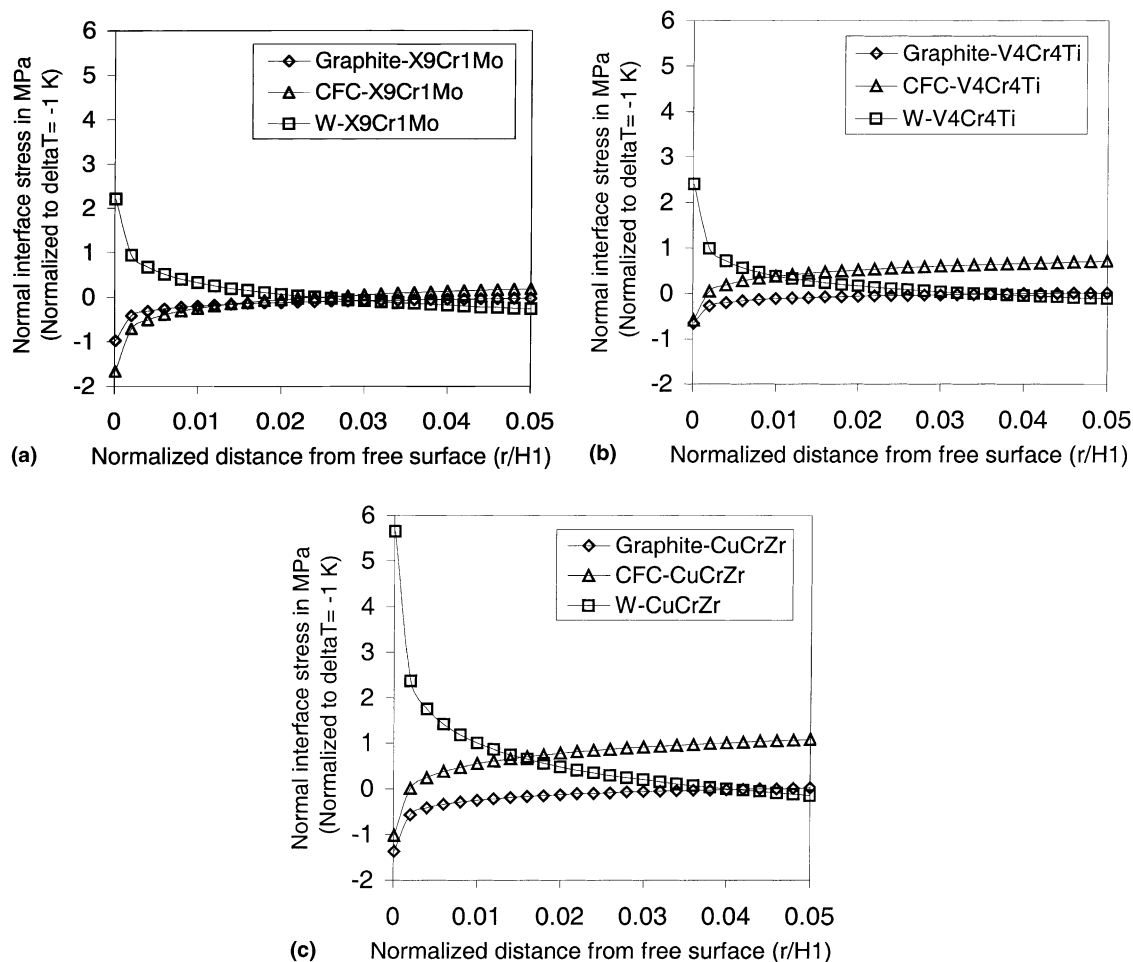 (a)
Normal interface stress in MPa
(Normalized to deltaT= -1 K)
6
5
4
3
2
1
0
-1
-2
Graphite-X9Cr1Mo
CFC-X9Cr1Mo
W-X9Cr1Mo
0 0.01 0.02 0.03 0.04 0.05
Normalized distance from free surface (r/H1)
(b)
Normal interface stress in MPa
(Normalized to deltaT= -1 K)
6
5
4
3
2
1
0
-1
-2
Graphite-V4Cr4Ti
CFC-V4Cr4Ti
W-V4Cr4Ti
0 0.01 0.02 0.03 0.04 0.05
Normalized distance from free surface (r/H1)
(c)
Normal interface stress in MPa
(Normalized to deltaT= -1 K)
6
5
4
3
2
1
0
-1
-2
Graphite-CuCrZr
CFC-CuCrZr
W-CuCrZr
0 0.01 0.02 0.03 0.04 0.05
Normalized distance from free surface (r/H1)